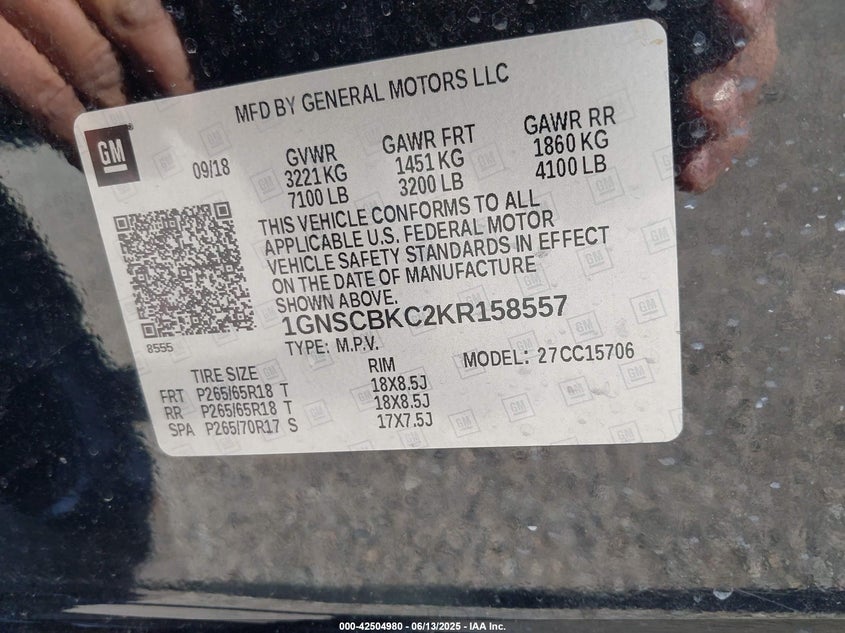 MFD BY GENERAL MOTORS LLC
GM
09/18
GVWR GAWR FRT GAWR RR
3221 KG 1451 KG 1860 KG
7100 LB 3200 LB 4100 LB
THIS VEHICLE CONFORMS TO ALL
APPLICABLE U.S. FEDERAL MOTOR
VEHICLE SAFETY STANDARDS IN EFFECT
ON THE DATE OF MANUFACTURE
SHOWN ABOVE.
1GNSCBKC2KR158557
8555
TYPE: M.P.V. MODEL: 27CC15706
TIRE SIZE RIM
FRT P265/65R18 T 18X8.5J
RR P265/65R18 T 18X8.5J
SPA P265/70R17 S 17X7.5J
000-42504980 - 06/13/2025 - IAA Inc.